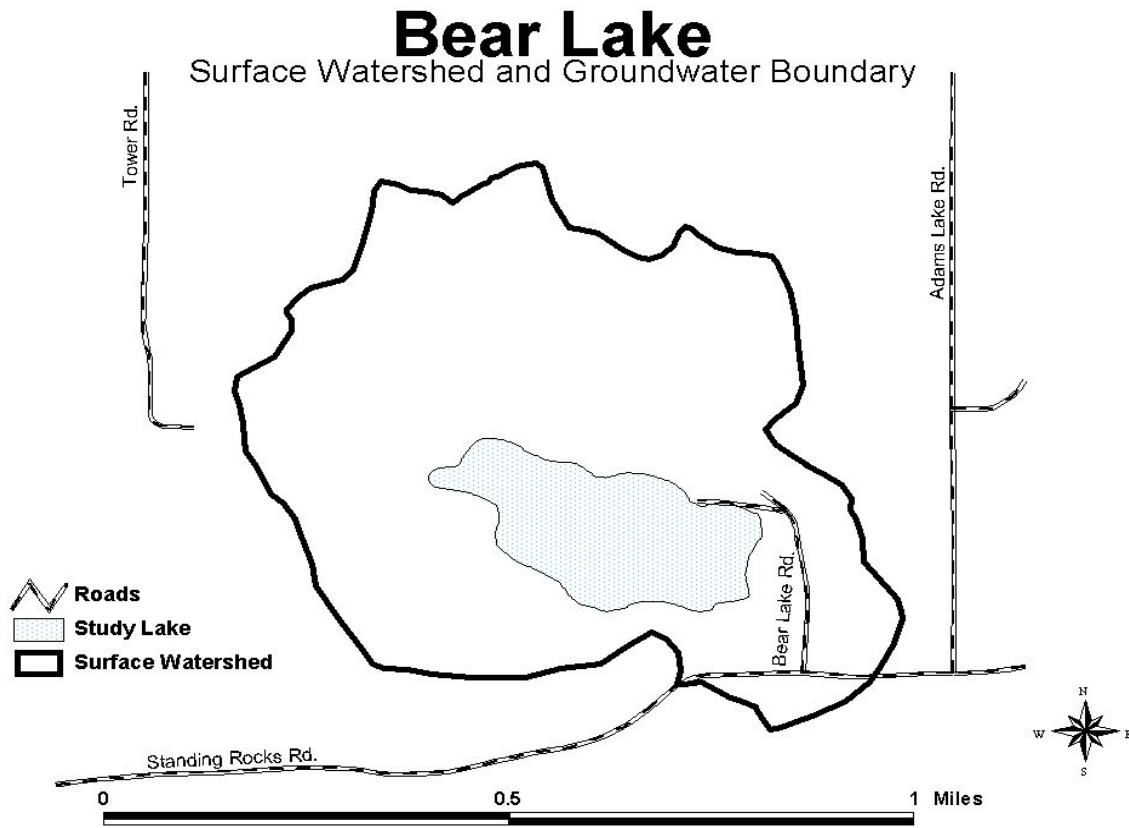 Bear Lake
Surface Watershed and Groundwater Boundary
Tower Rd.
Adams Lake Rd.
Bear Lake Rd.
Roads
Study Lake
Surface Watershed
Standing Rocks Rd.
N
W
E
S
0 0.5 1 Miles